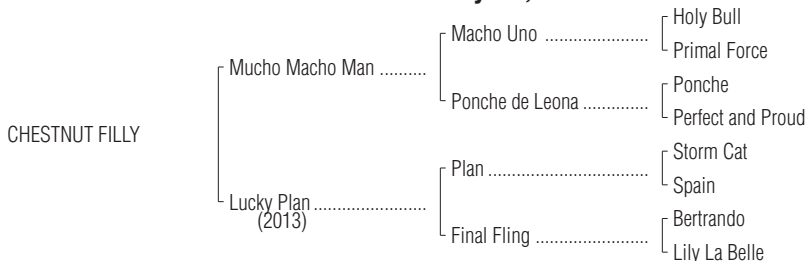 Holy Bull
Macho Uno ......................
Primal Force
Mucho Macho Man ..........
Ponche
Ponche de Leona ..............
Perfect and Proud
CHESTNUT FILLY
Storm Cat
Plan ..................................
Spain
Lucky Plan ........................
(2013)
Bertrando
Final Fling ........................
Lily La Belle